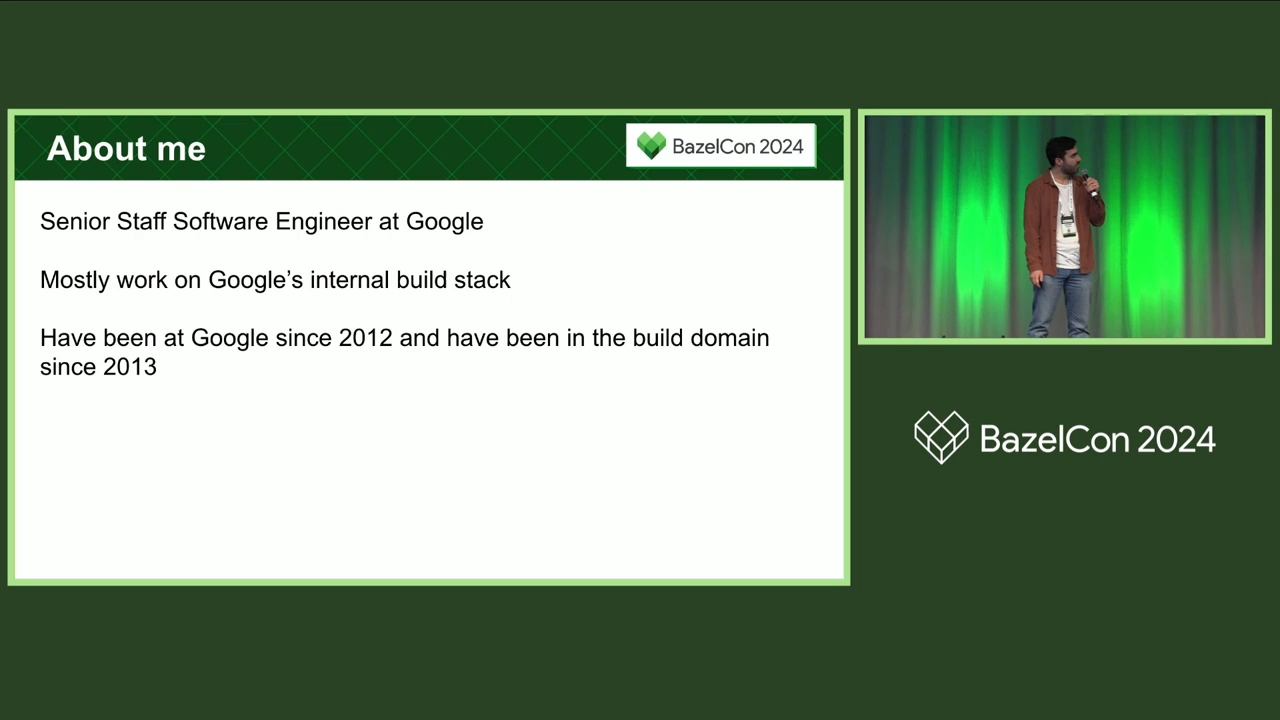 About me
BazelCon 2024
Senior Staff Software Engineer at Google
Mostly work on Google’s internal build stack
Have been at Google since 2012 and have been in the build domain
since 2013
BazelCon 2024